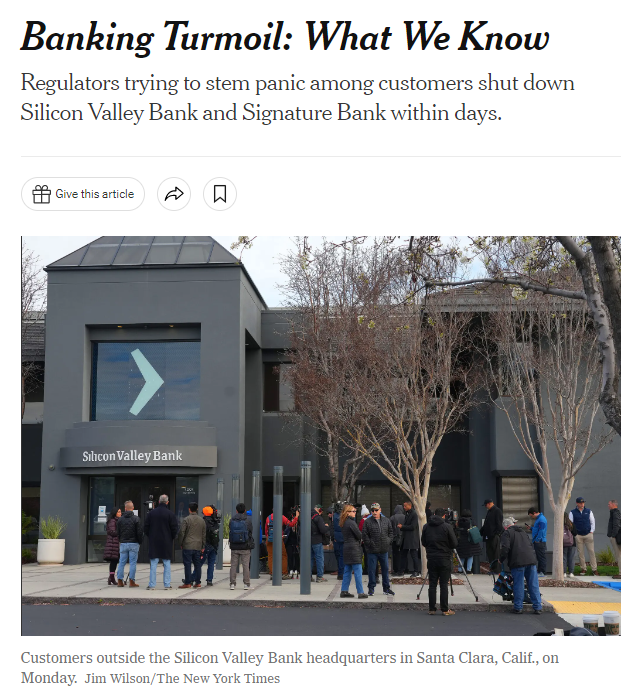 Banking Turmoil: What We Know
Regulators trying to stem panic among customers shut down
Silicon Valley Bank and Signature Bank within days.
Give this article
Silicon Valley Bank
Customers outside the Silicon Valley Bank headquarters in Santa Clara, Calif., on
Monday. Jim Wilson/The New York Times